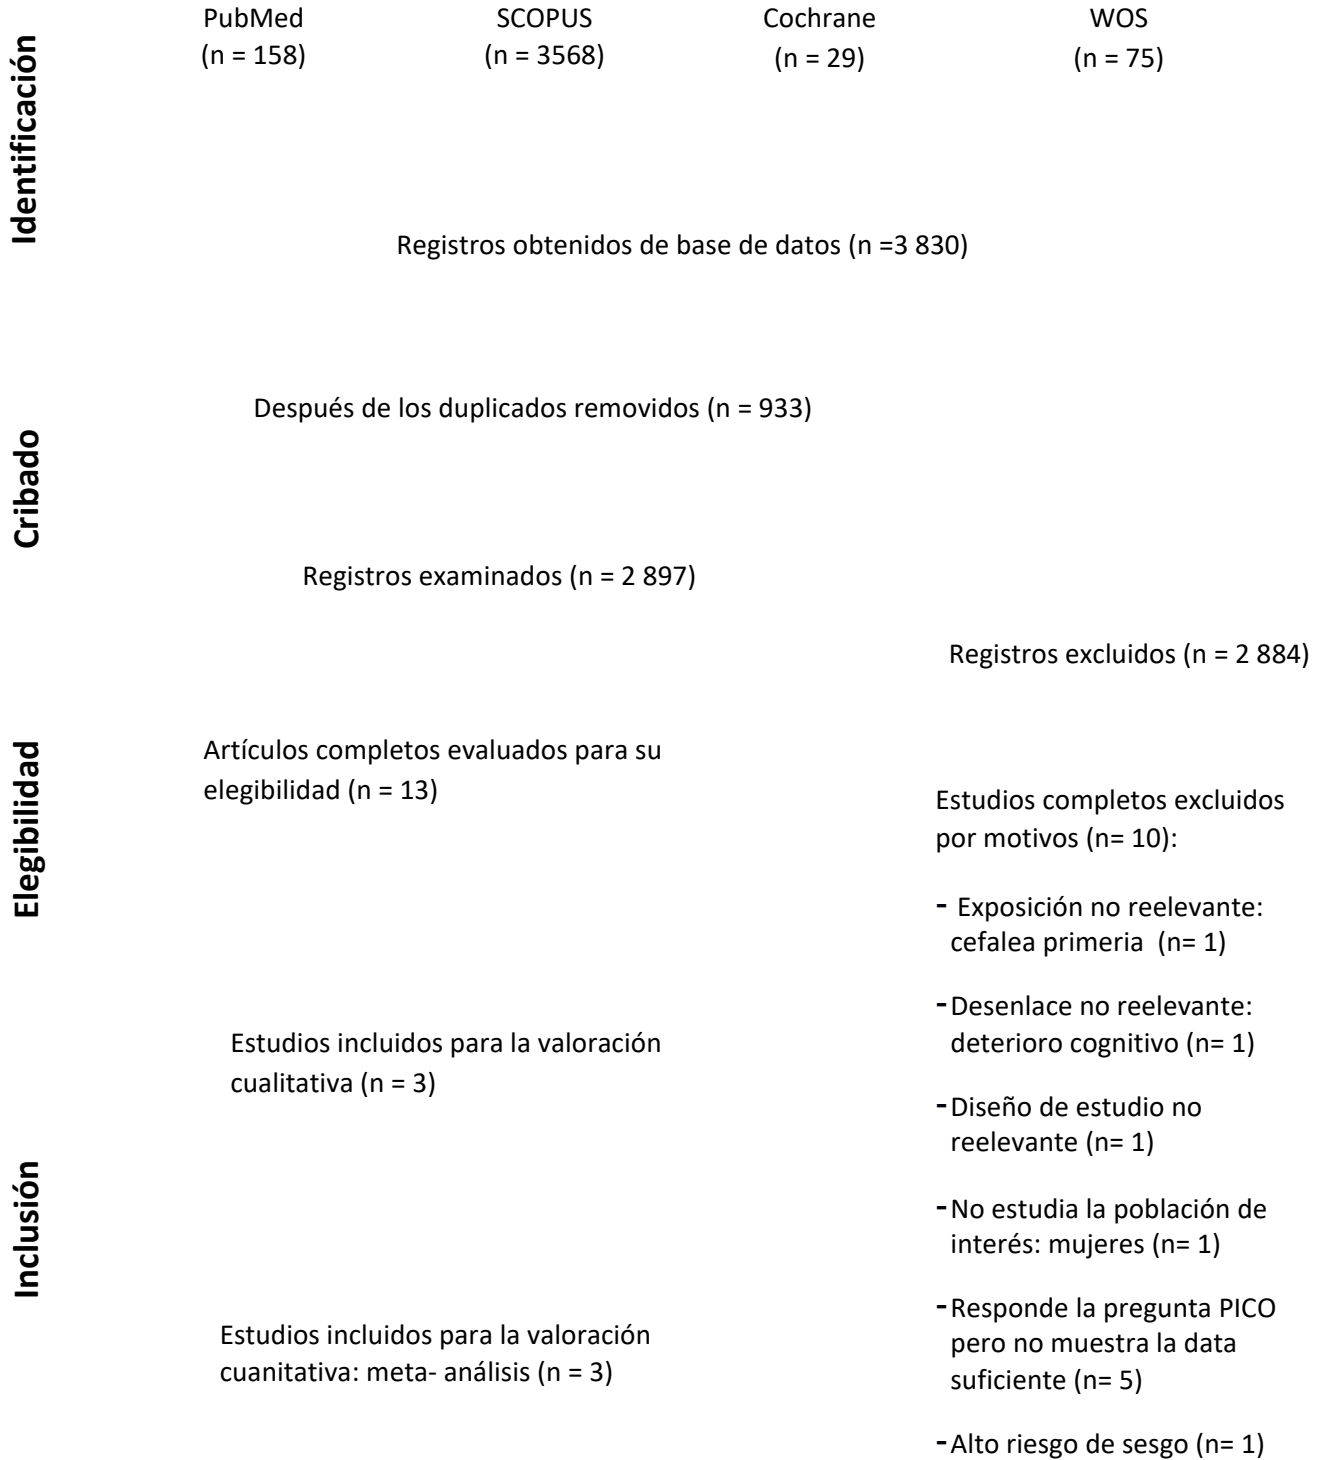 Identificación
PubMed
(n = 158)
SCOPUS
(n = 3568)
Cochrane
(n = 29)
WOS
(n = 75)
Registros obtenidos de base de datos (n =3 830)
Cribado
Después de los duplicados removidos (n = 933)
Registros examinados (n = 2 897)
Registros excluidos (n = 2 884)
Elegibilidad
Artículos completos evaluados para su
elegibilidad (n = 13)
Estudios completos excluidos
por motivos (n= 10):
- Exposición no reelevante:
cefalea primeria (n= 1)
- Desenlace no reelevante:
deterioro cognitivo (n= 1)
- Diseño de estudio no
reelevante (n= 1)
- No estudia la población de
interés: mujeres (n= 1)
- Responde la pregunta PICO
pero no muestra la data
suficiente (n= 5)
- Alto riesgo de sesgo (n= 1)
Inclusión
Estudios incluidos para la valoración
cualitativa (n = 3)
Estudios incluidos para la valoración
cuanitativa: meta- análisis (n = 3)